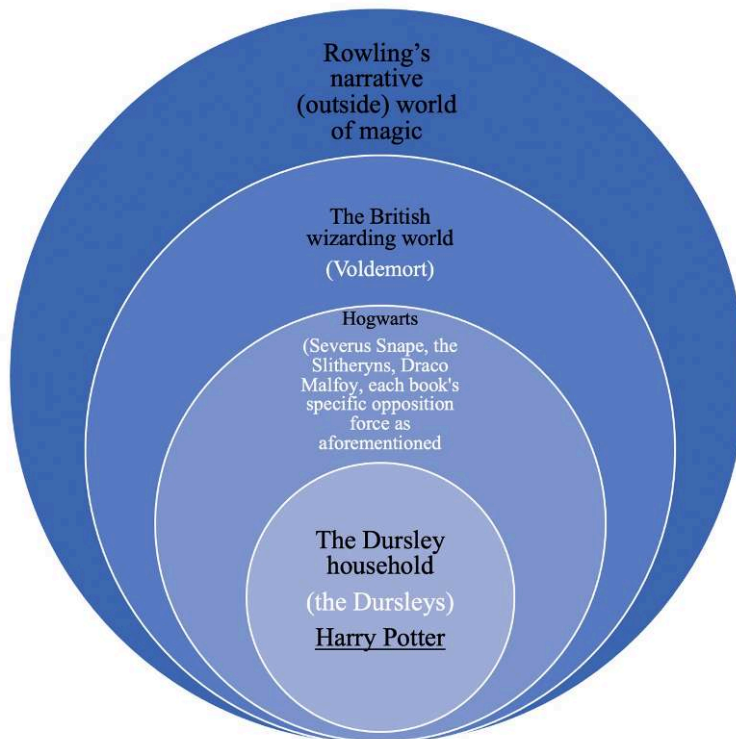 Rowling's
narrative
(outside) world
of magic
The British
wizarding world
(Voldemort)
Hogwarts
(Severus Snape, the
Slitheryns, Draco
Malfoy, each book's
specific opposition
force as
aforementioned
The Dursley
household
(the Dursleys)
Harry Potter